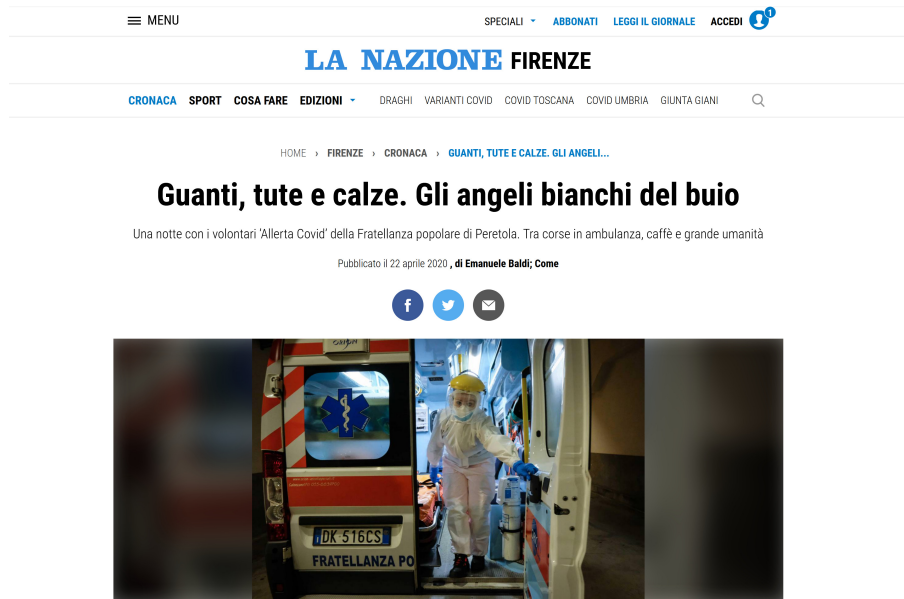 MENU
SPECIALI ABBONATI LEGGI IL GIORNALE ACCEDI 1
LA NAZIONE FIRENZE
CRONACA SPORT COSA FARE EDIZIONI DRAGHI VARIANTI COVID COVID TOSCANA COVID UMBRIA GIUNTA GIANI
HOME › FIRENZE › CRONACA › GUANTI, TUTE E CALZE. GLI ANGELI...
Guanti, tute e calze. Gli angeli bianchi del buio
Una notte con i volontari 'Allerta Covid' della Fratellanza popolare di Peretola. Tra corse in ambulanza, caffè e grande umanità
Pubblicato il 22 aprile 2020 , di Emanuele Baldi; Come
f
DK 516CS
FRATELLANZA PO